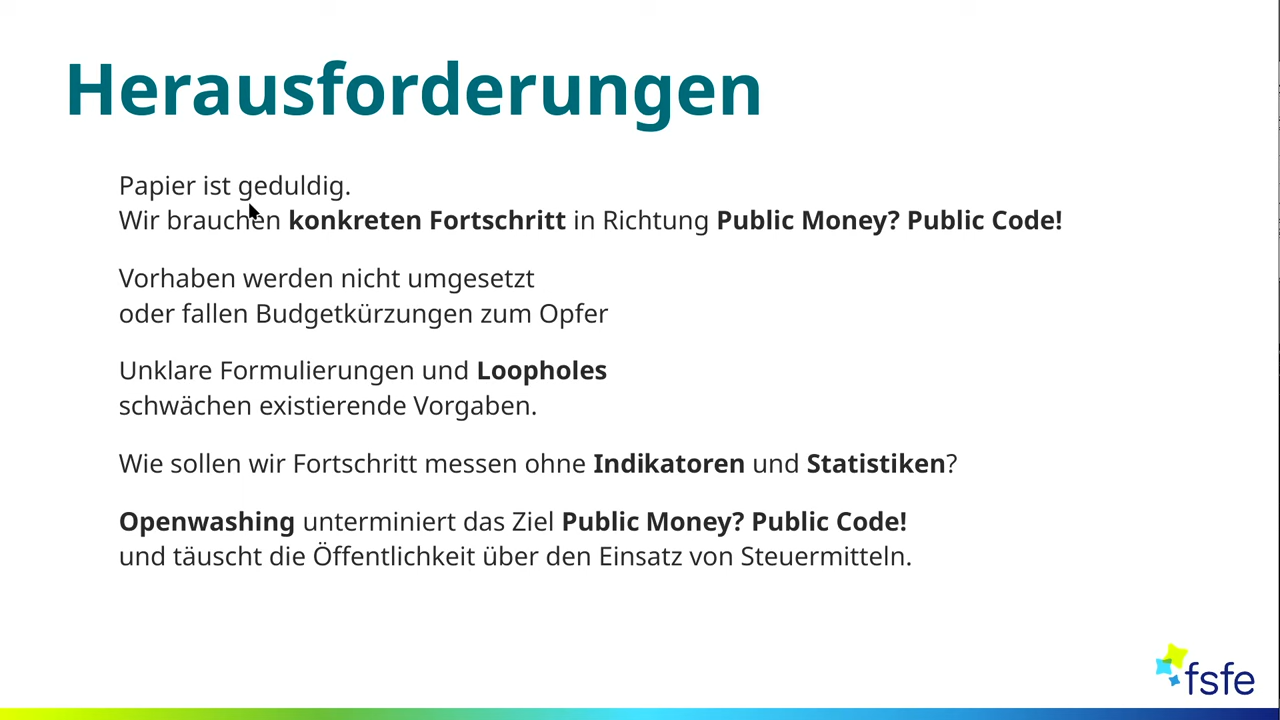 Herausforderungen
Papier ist geduldig.
Wir brauchen konkreten Fortschritt in Richtung Public Money? Public Code!
Vorhaben werden nicht umgesetzt
oder fallen Budgetkürzungen zum Opfer
Unklare Formulierungen und Loopholes
schwächen existierende Vorgaben.
Wie sollen wir Fortschritt messen ohne Indikatoren und Statistiken?
Openwashing unterminiert das Ziel Public Money? Public Code!
und täuscht die Öffentlichkeit über den Einsatz von Steuermitteln.
fsfe